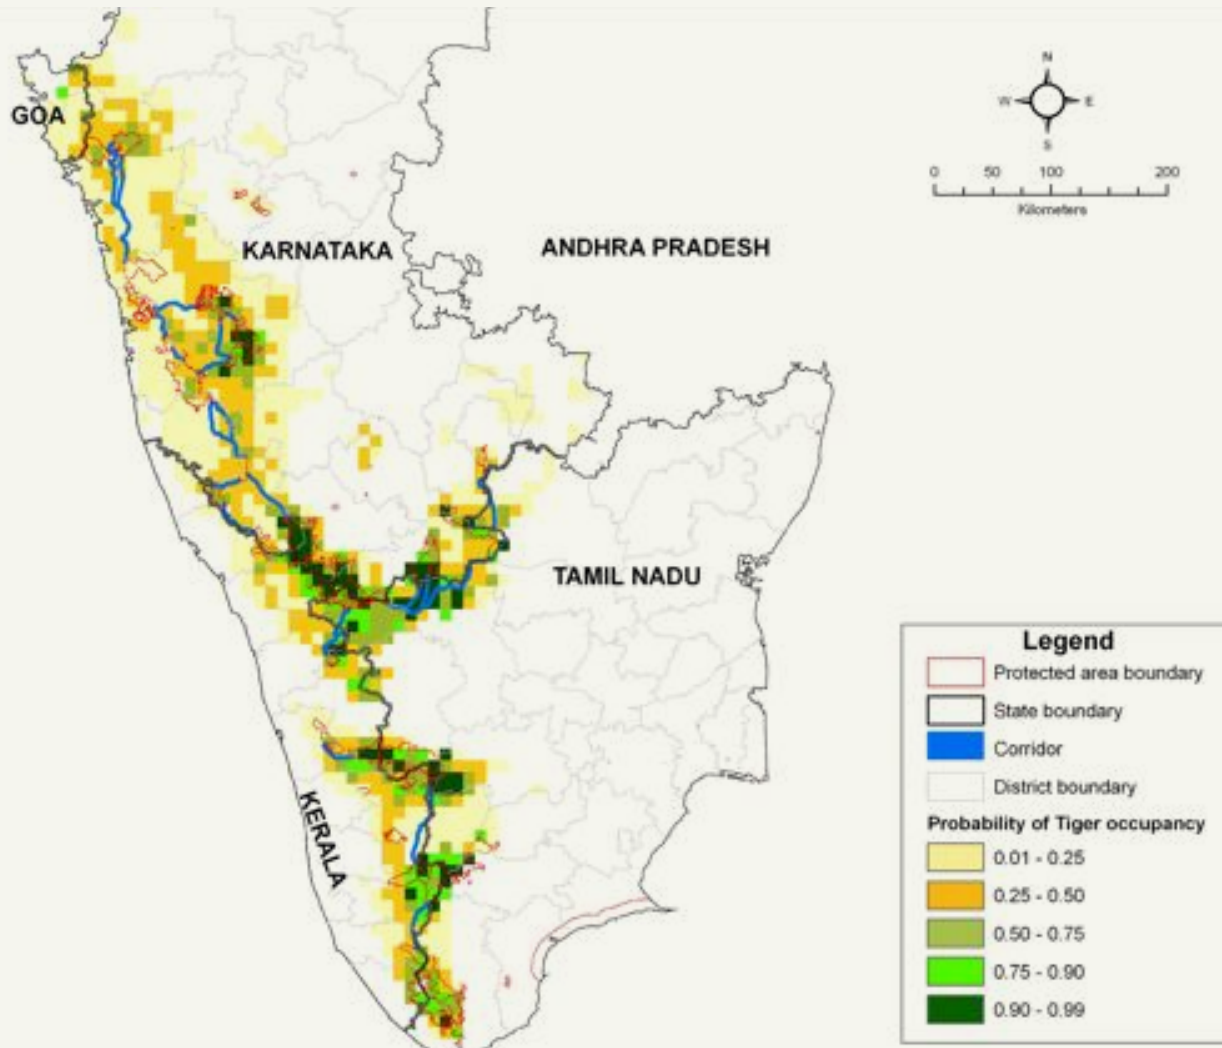 N
W E
S
0 50 100 200
Kilometers
GOA
KARNATAKA
ANDHRA PRADESH
TAMIL NADU
KERALA
Legend
Protected area boundary
State boundary
Corridor
District boundary
Probability of Tiger occupancy
0.01 - 0.25
0.25 - 0.50
0.50 - 0.75
0.75 - 0.90
0.90 - 0.99